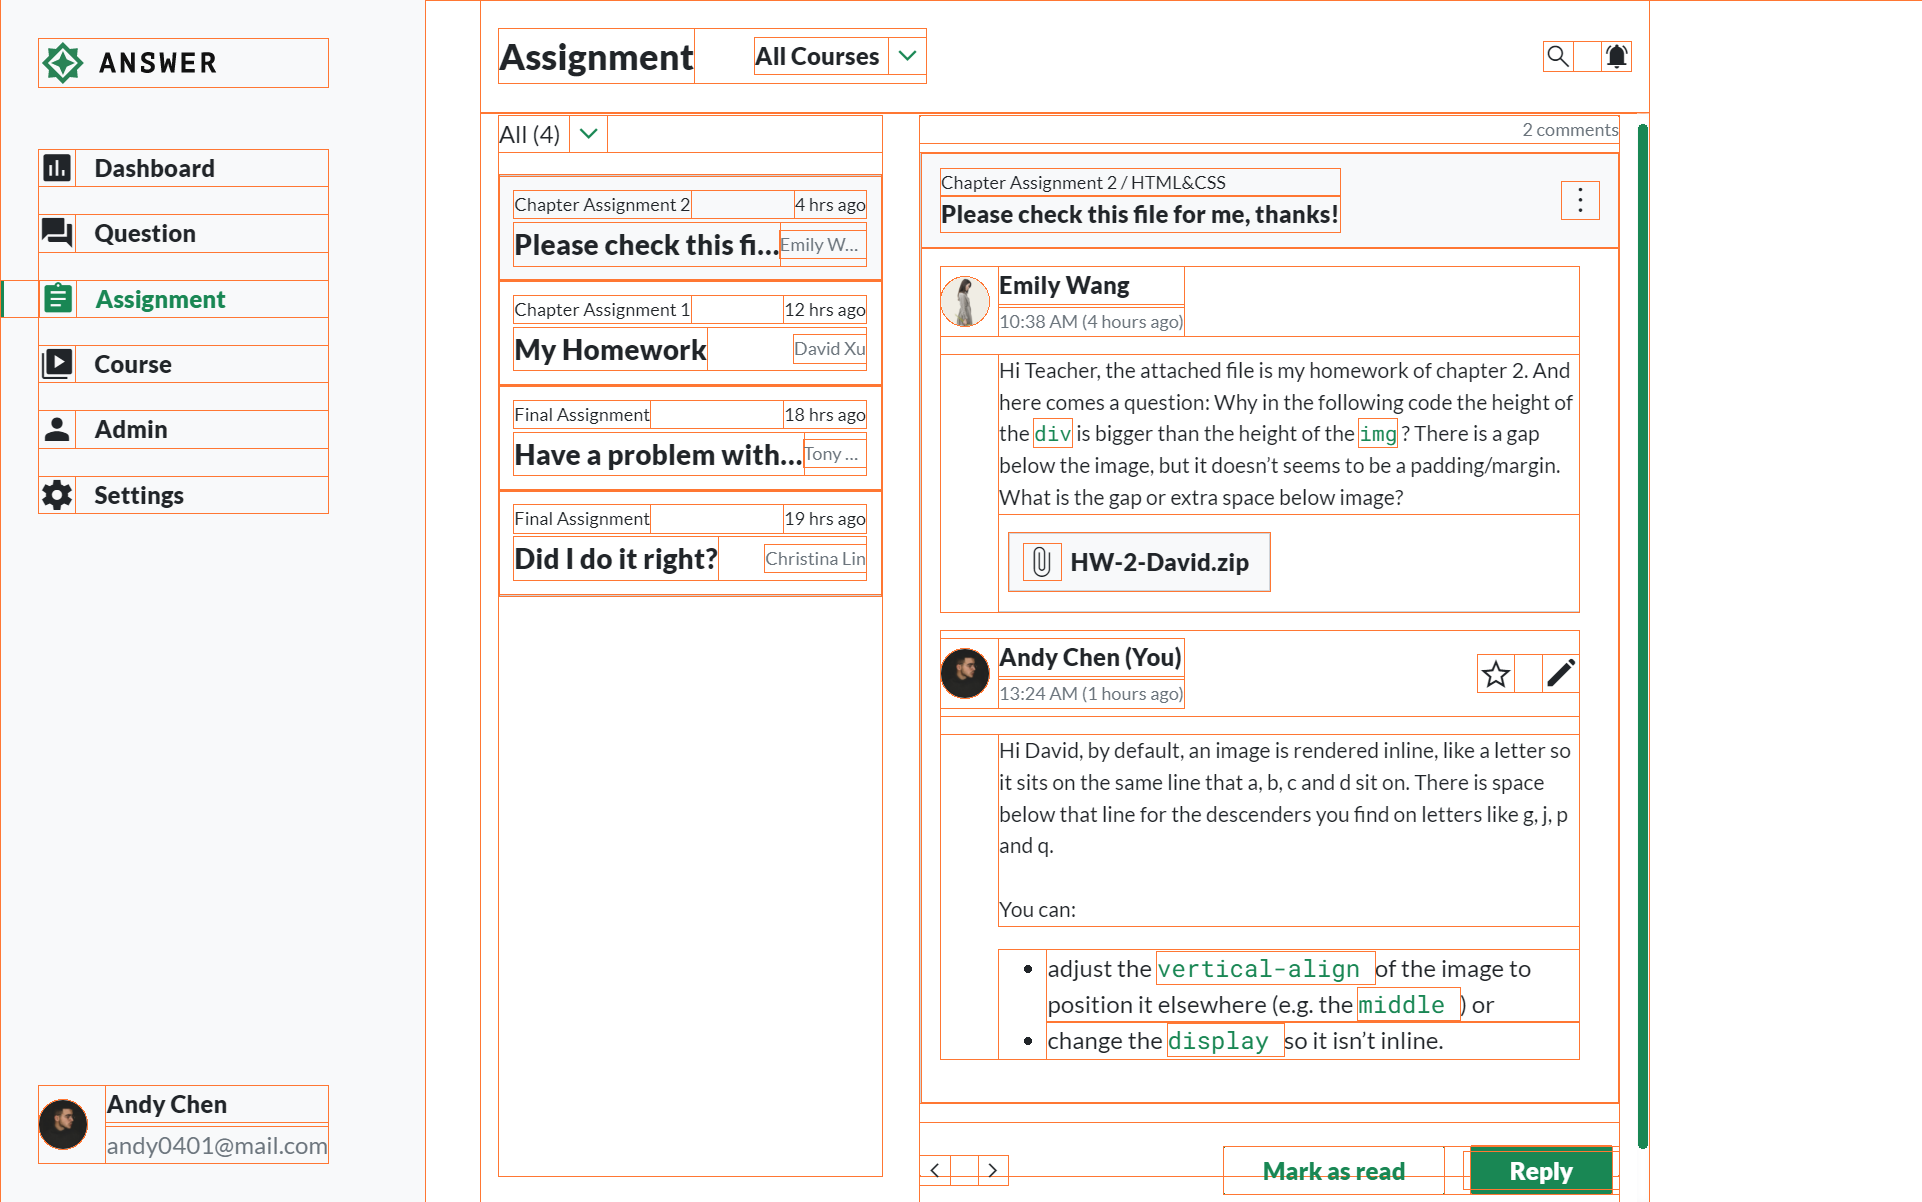 ANSWER
Dashboard
Question
Assignment
Course
Admin
Settings
Andy Chen
andy0401@mail.com
Assignment
All Courses
All (4)
Chapter Assignment 2
4 hrs ago
Please check this fi...
Emily W...
Chapter Assignment 1
12 hrs ago
My Homework
David Xu
Final Assignment
18 hrs ago
Have a problem with...
Tony ...
Final Assignment
19 hrs ago
Did I do it right?
Christina Lin
2 comments
Chapter Assignment 2 / HTML&CSS
Please check this file for me, thanks!
Emily Wang
10:38 AM (4 hours ago)
Hi Teacher, the attached file is my homework of chapter 2. And
here comes a question: Why in the following code the height of
the div is bigger than the height of the img ? There is a gap
below the image, but it doesn’t seems to be a padding/margin.
What is the gap or extra space below image?
HW-2-David.zip
Andy Chen (You)
13:24 AM (1 hours ago)
Hi David, by default, an image is rendered inline, like a letter so
it sits on the same line that a, b, c and d sit on. There is space
below that line for the descenders you find on letters like g, j, p
and q.
You can:
• adjust the vertical-align of the image to
position it elsewhere (e.g. the middle ) or
• change the display so it isn’t inline.
Mark as read
Reply